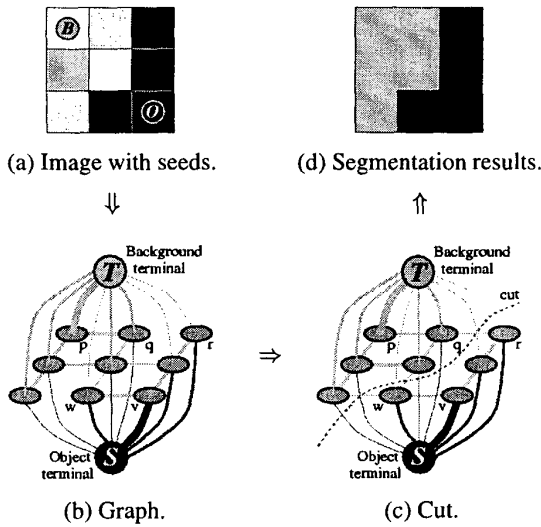 B
O
(a) Image with seeds.
(d) Segmentation results.
⇓
⇑
Background
terminal
T
p
q
r
w
v
Object
terminal
S
⇒
Background
terminal
T
cut
p
q
r
w
v
Object
terminal
S
(b) Graph.
(c) Cut.